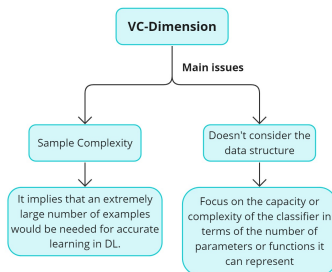 VC-Dimension
Main issues
Sample Complexity
Doesn't consider the
data structure
It implies that an extremely
large number of examples
would be needed for accurate
learning in DL.
Focus on the capacity or
complexity of the classifier in
terms of the number of
parameters or functions it
can represent